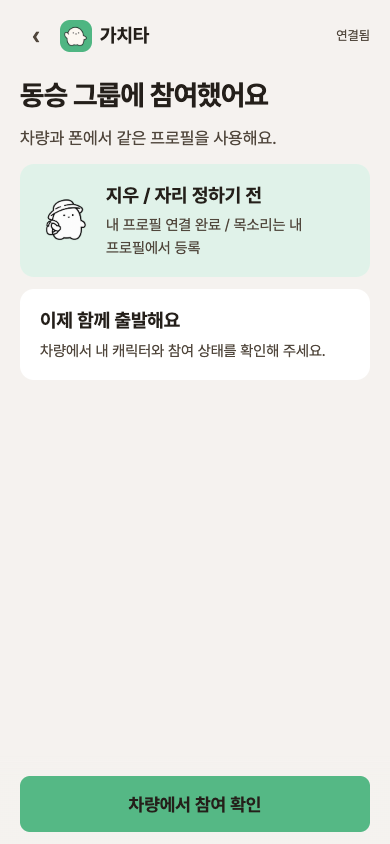 ‹ 가치타 연결됨
동승 그룹에 참여했어요
차량과 폰에서 같은 프로필을 사용해요.
지우 / 자리 정하기 전
내 프로필 연결 완료 / 목소리는 내
프로필에서 등록
이제 함께 출발해요
차량에서 내 캐릭터와 참여 상태를 확인해 주세요.
차량에서 참여 확인